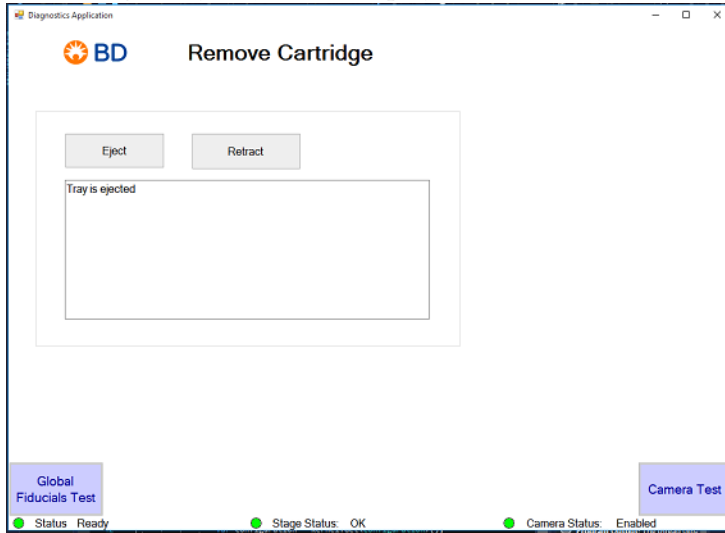 Diagnostics Application
BD
Remove Cartridge
Eject
Retract
Tray is ejected
Global
Fiducials Test
Camera Test
Status Ready
Stage Status: OK
Camera Status: Enabled